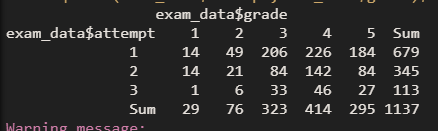 exam_data$grade
exam_data$attempt 1 2 3 4 5 Sum
1 14 49 206 226 184 679
2 14 21 84 142 84 345
3 1 6 33 46 27 113
Sum 29 76 323 414 295 1137
Warning message: